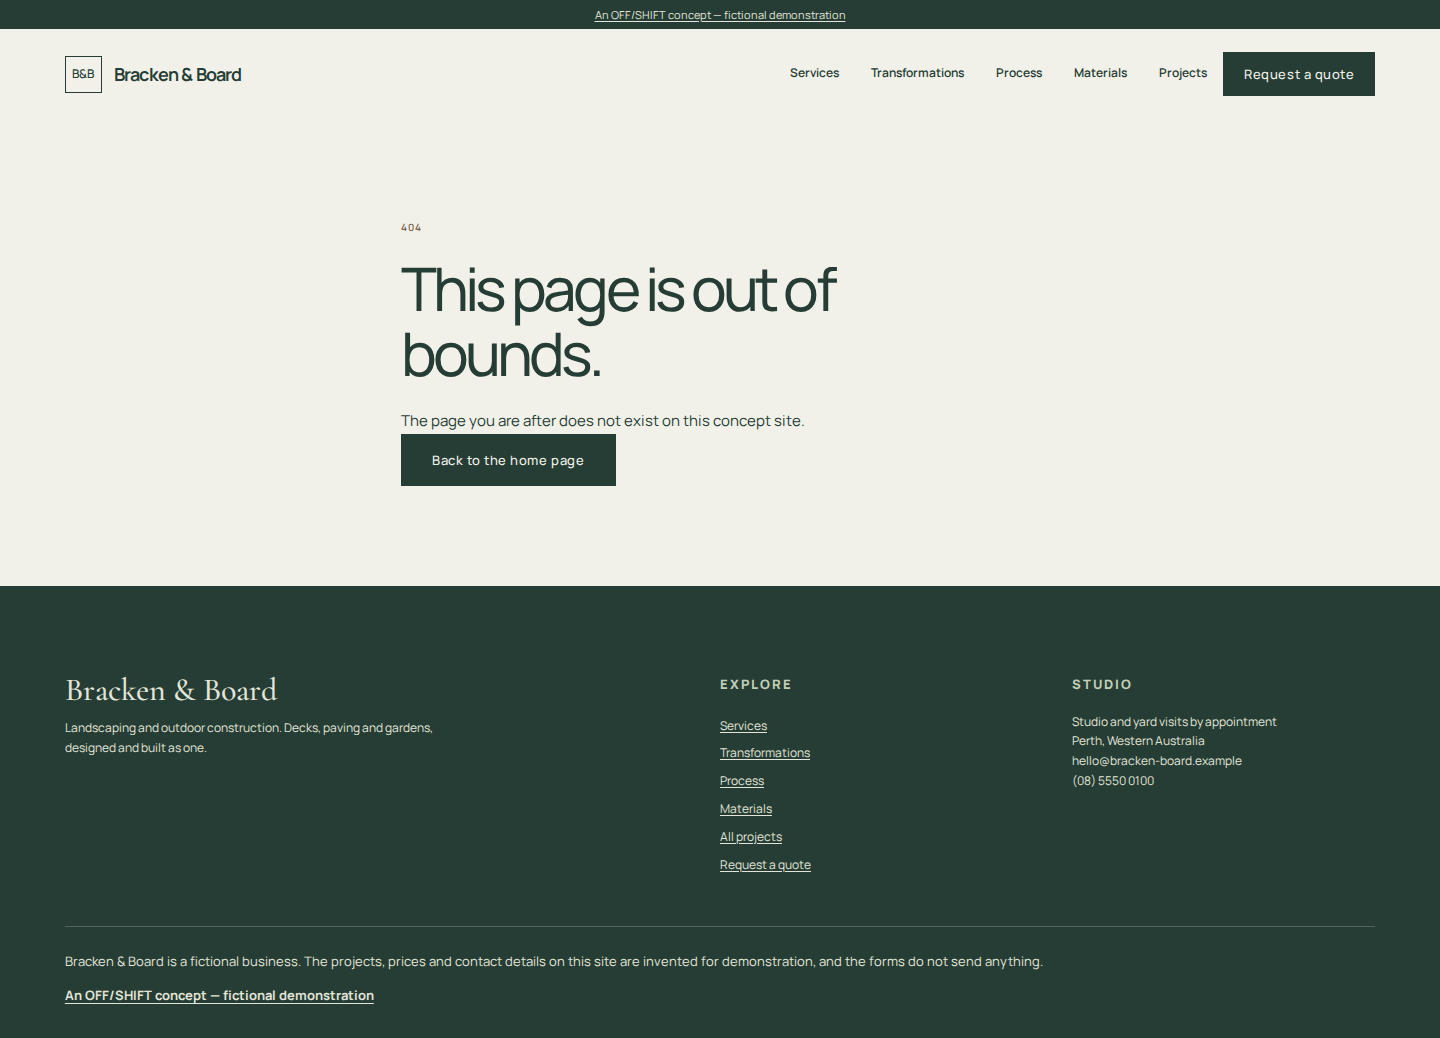 An OFF/SHIFT concept — fictional demonstration
B&B
Bracken & Board
Services
Transformations
Process
Materials
Projects
Request a quote
404
This page is out of
bounds.
The page you are after does not exist on this concept site.
Back to the home page
Bracken & Board
Landscaping and outdoor construction. Decks, paving and gardens,
designed and built as one.
EXPLORE
Services
Transformations
Process
Materials
All projects
Request a quote
STUDIO
Studio and yard visits by appointment
Perth, Western Australia
hello@bracken-board.example
(08) 5550 0100
Bracken & Board is a fictional business. The projects, prices and contact details on this site are invented for demonstration, and the forms do not send anything.
An OFF/SHIFT concept — fictional demonstration